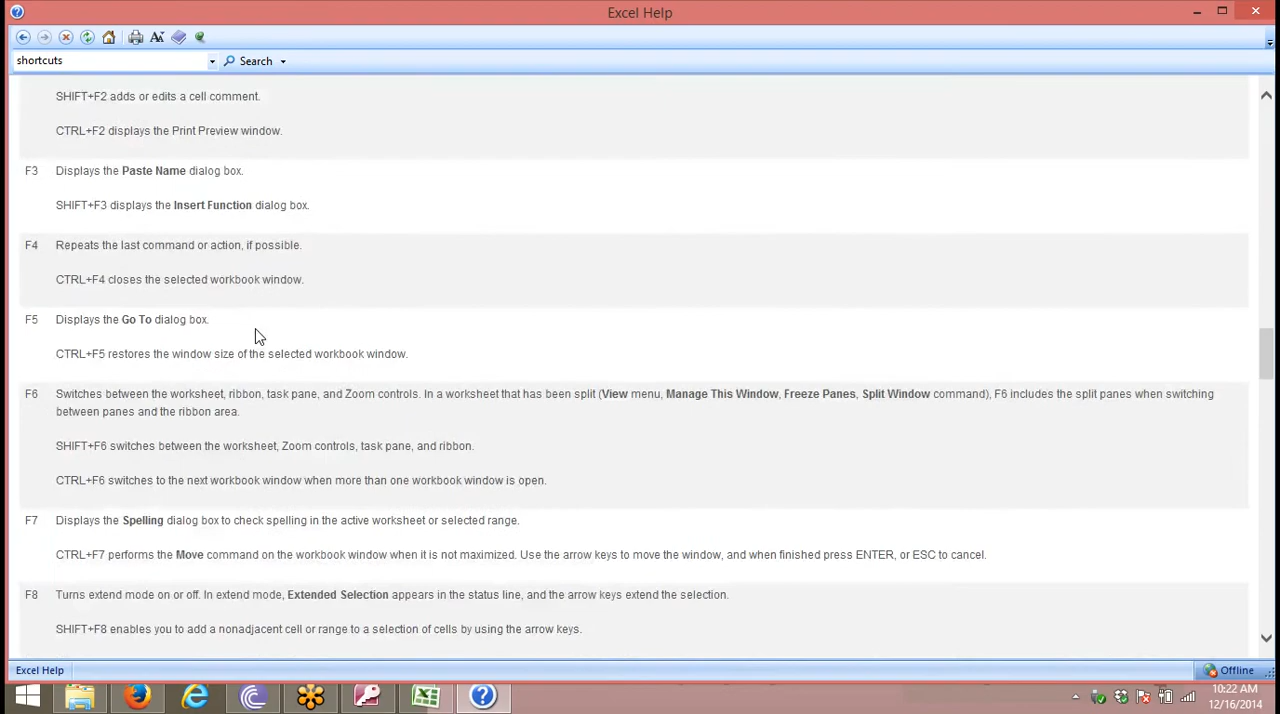 Excel Help
shortcuts
Search
SHIFT+F2 adds or edits a cell comment.
CTRL+F2 displays the Print Preview window.
F3 Displays the Paste Name dialog box.
SHIFT+F3 displays the Insert Function dialog box.
F4 Repeats the last command or action, if possible.
CTRL+F4 closes the selected workbook window.
F5 Displays the Go To dialog box.
CTRL+F5 restores the window size of the selected workbook window.
F6 Switches between the worksheet, ribbon, task pane, and Zoom controls. In a worksheet that has been split (View menu, Manage This Window, Freeze Panes, Split Window command), F6 includes the split panes when switching
between panes and the ribbon area.
SHIFT+F6 switches between the worksheet, Zoom controls, task pane, and ribbon.
CTRL+F6 switches to the next workbook window when more than one workbook window is open.
F7 Displays the Spelling dialog box to check spelling in the active worksheet or selected range.
CTRL+F7 performs the Move command on the workbook window when it is not maximized. Use the arrow keys to move the window, and when finished press ENTER, or ESC to cancel.
F8 Turns extend mode on or off. In extend mode, Extended Selection appears in the status line, and the arrow keys extend the selection.
SHIFT+F8 enables you to add a nonadjacent cell or range to a selection of cells by using the arrow keys.
Excel Help
Offline
10:22 AM
12/16/2014